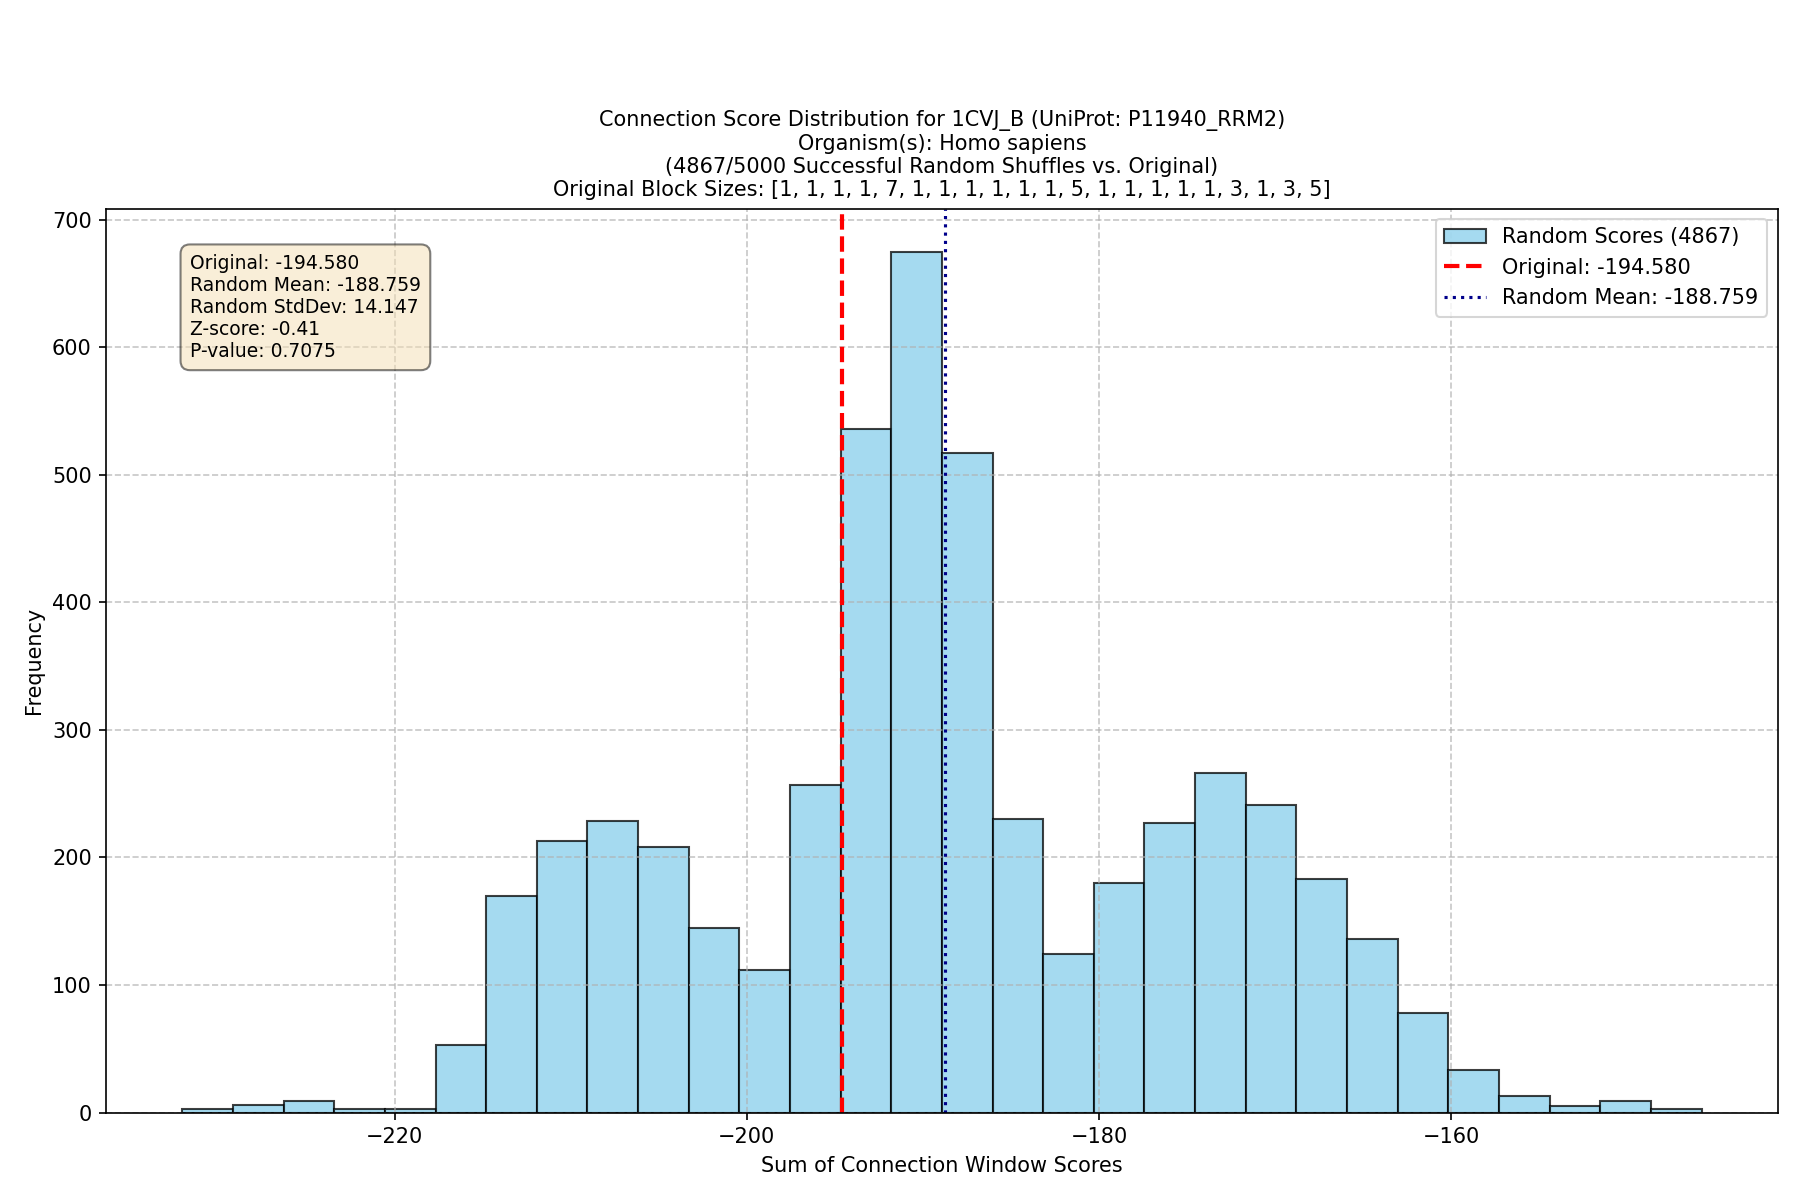 Connection Score Distribution for 1CVJ_B (UniProt: P11940_RRM2)
Organism(s): Homo sapiens
(4867/5000 Successful Random Shuffles vs. Original)
Original Block Sizes: [1, 1, 1, 1, 7, 1, 1, 1, 1, 1, 1, 5, 1, 1, 1, 1, 1, 3, 1, 3, 5]
Original: -194.580
Random Mean: -188.759
Random StdDev: 14.147
Z-score: -0.41
P-value: 0.7075
Random Scores (4867)
Original: -194.580
Random Mean: -188.759
Frequency
700
600
500
400
300
200
100
0
−220
−200
−180
−160
Sum of Connection Window Scores